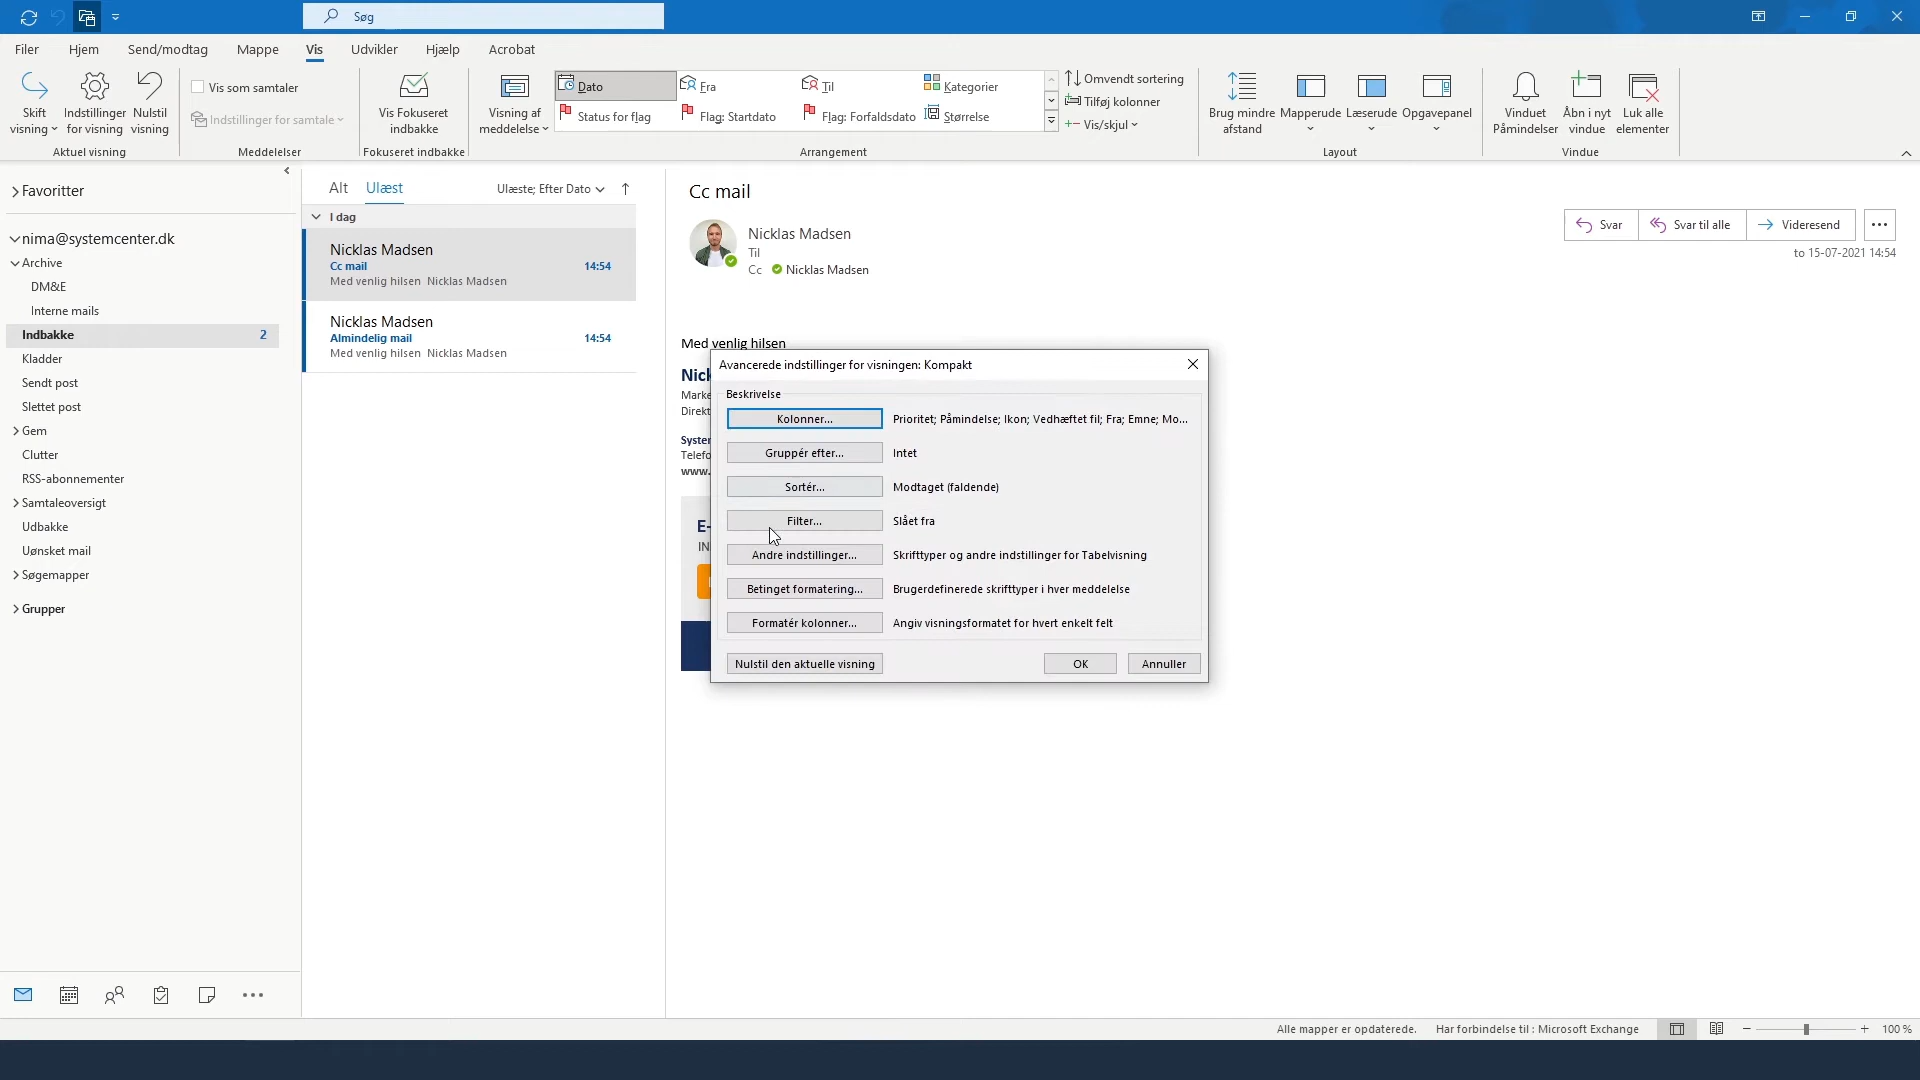 Søg
Filer Hjem Send/modtag Mappe Vis Udvikler Hjælp Acrobat
Skift visning
Indstillinger for visning
Nulstil visning
Aktuel visning
Vis som samtaler
Indstillinger for samtale
Meddelelser
Vis Fokuseret indbakke
Fokuseret indbakke
Visning af meddelelse
Dato Fra Til Kategorier
Status for flag Flag: Startdato Flag: Forfaldsdato Størrelse
Omvendt sortering
Tilføj kolonner
Vis/skjul
Arrangement
Brug mindre afstand
Mapperude
Læserude
Opgavepanel
Layout
Vinduet Påmindelser
Åbn i nyt vindue
Luk alle elementer
Vindue
Favoritter
nima@systemcenter.dk
Archive
DM&E
Interne mails
Indbakke 2
Kladder
Sendt post
Slettet post
Gem
Clutter
RSS-abonnementer
Samtaleoversigt
Udbakke
Uønsket mail
Søgemapper
Grupper
Alt Ulæst Ulæste; Efter Dato
I dag
Nicklas Madsen
Cc mail 14:54
Med venlig hilsen Nicklas Madsen
Nicklas Madsen
Almindelig mail 14:54
Med venlig hilsen Nicklas Madsen
Cc mail
Nicklas Madsen
Til
Cc Nicklas Madsen
Svar Svar til alle Videresend
to 15-07-2021 14:54
Med venlig hilsen
Nick
Marke
Direkt
System
Telefo
www.
E-
IN
Avancerede indstillinger for visningen: Kompakt
Beskrivelse
Kolonner... Prioritet; Påmindelse; Ikon; Vedhæftet fil; Fra; Emne; Mo...
Gruppér efter... Intet
Sortér... Modtaget (faldende)
Filter... Slået fra
Andre indstillinger... Skrifttyper og andre indstillinger for Tabelvisning
Betinget formatering... Brugerdefinerede skrifttyper i hver meddelelse
Formatér kolonner... Angiv visningsformatet for hvert enkelt felt
Nulstil den aktuelle visning OK Annuller
Alle mapper er opdaterede. Har forbindelse til : Microsoft Exchange 100 %